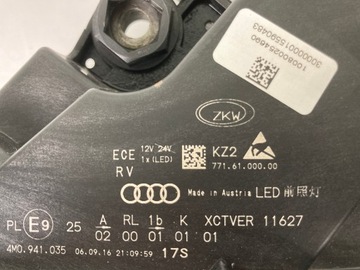 100800254690
30000001559483
ZKW
ECE 12V 24V
1x (LED)
RV
KZ2
771.61.000.00
Made in Austria LED 前照灯
PL E9 25 A RL 1b K XCTVER 11627
02 00 01 01 01
4M0.941.035 06.09.16 21:09:59 17S